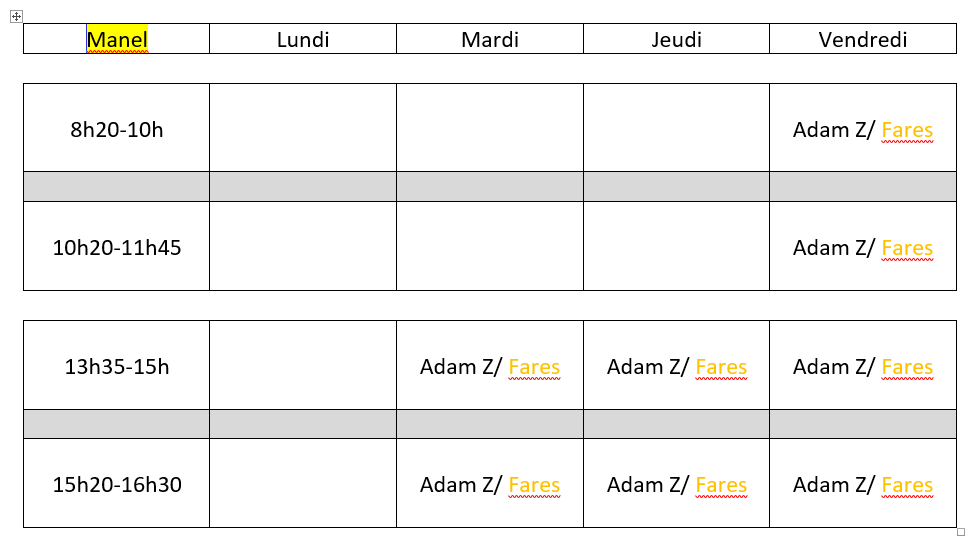 Manel Lundi Mardi Jeudi Vendredi
8h20-10h Adam Z/ Fares
10h20-11h45 Adam Z/ Fares
13h35-15h Adam Z/ Fares Adam Z/ Fares Adam Z/ Fares
15h20-16h30 Adam Z/ Fares Adam Z/ Fares Adam Z/ Fares